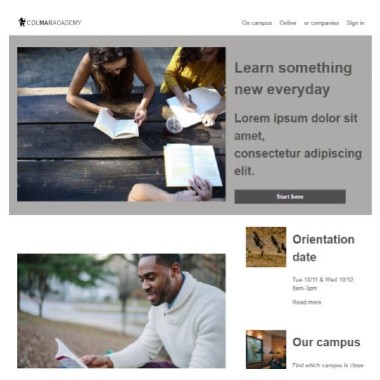 COLMARACADEMY
On campus Online or companies Sign in
Learn something
new everyday
Lorem ipsum dolor sit
amet,
consectetur adipiscing
elit.
Start here
Orientation
date
Tue 10/11 & Wed 10/12
8am-3pm
Read more
Our campus
Find which campus is close